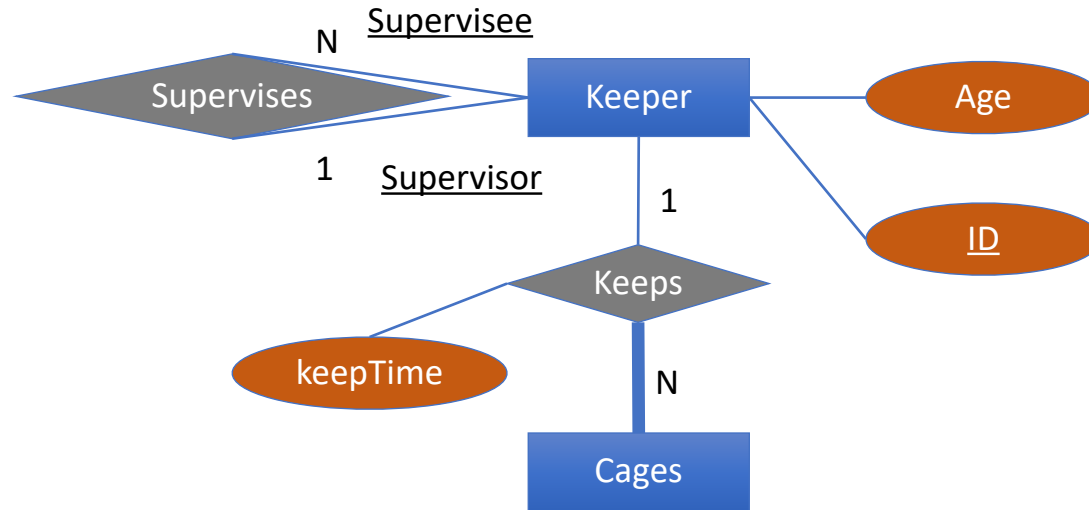 N
Supervisee
Supervises
Keeper
Age
1
Supervisor
1
ID
Keeps
keepTime
N
Cages